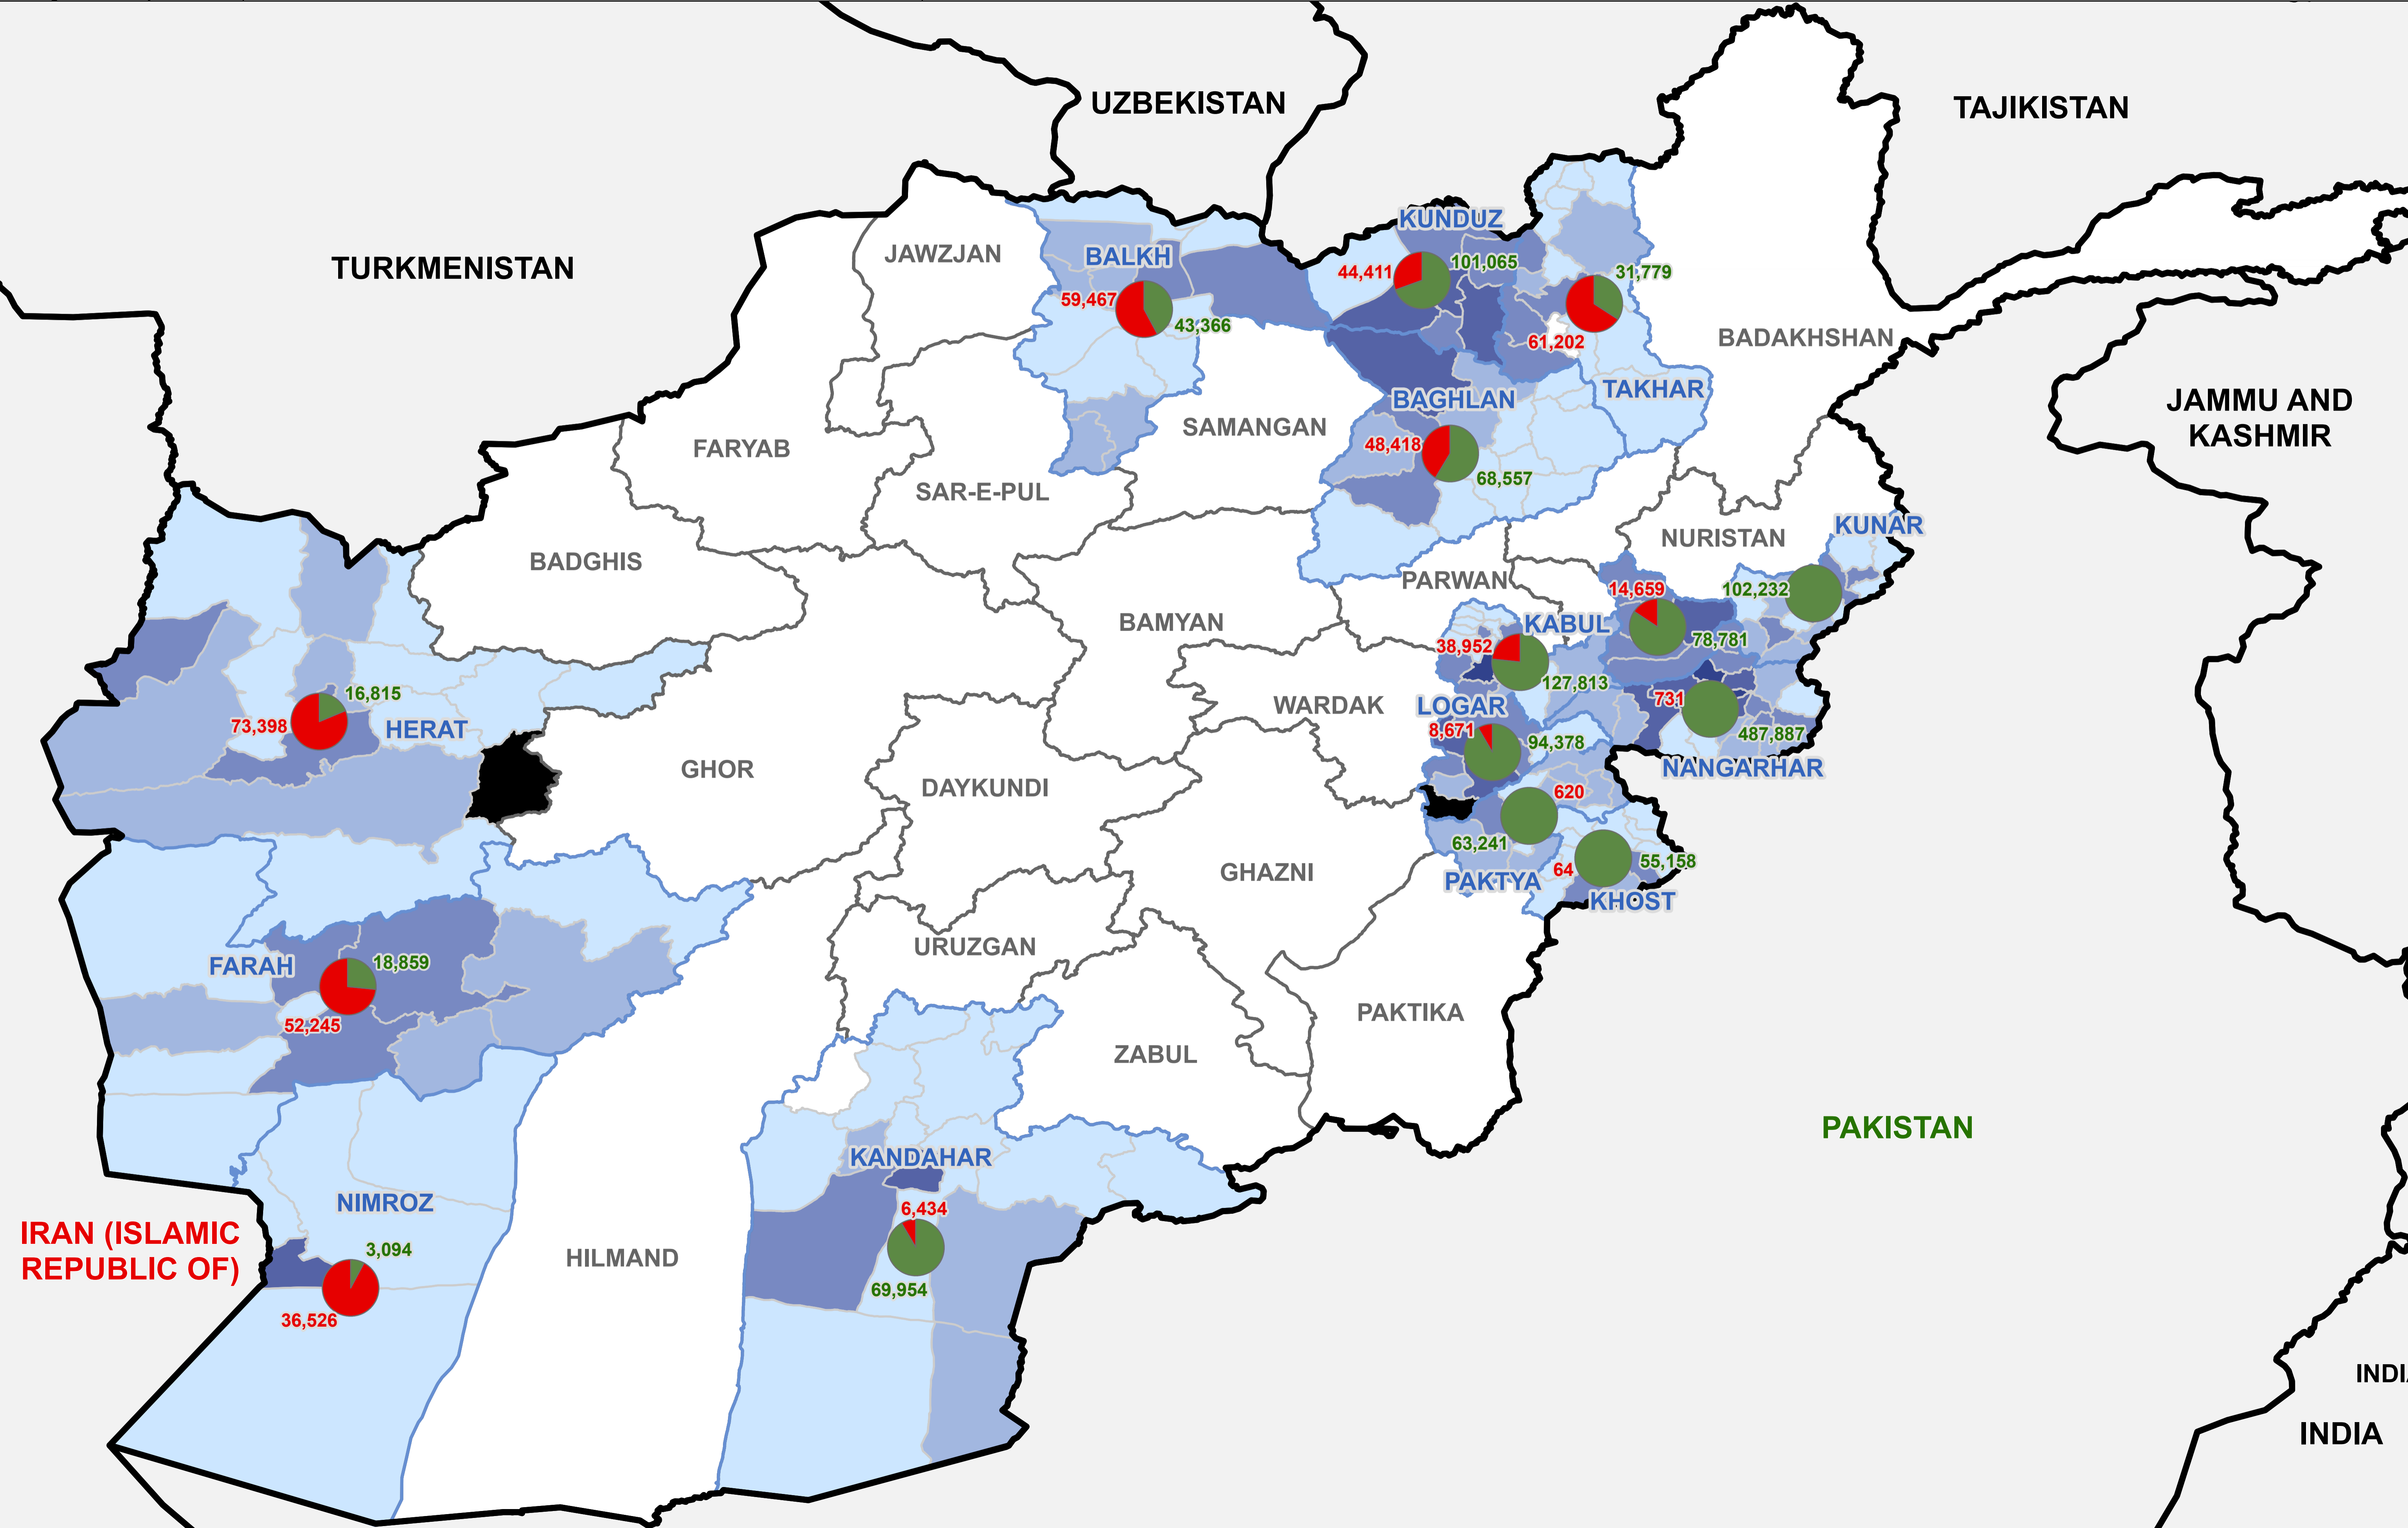 UZBEKISTAN
TAJIKISTAN
TURKMENISTAN
JAWZJAN
BALKH
59,467
43,366
KUNDUZ
44,411
101,065
31,779
61,202
TAKHAR
BADAKHSHAN
JAMMU AND
KASHMIR
FARYAB
SAMANGAN
BAGHLAN
48,418
68,557
SAR-E-PUL
BADGHIS
NURISTAN
KUNAR
PARWAN
14,659
102,232
BAMYAN
KABUL
78,781
38,952
127,813
WARDAK
LOGAR
731
487,887
8,671
94,378
NANGARHAR
16,815
73,398
HERAT
GHOR
DAYKUNDI
620
63,241
GHAZNI
64
55,158
PAKTYA
KHOST
URUZGAN
FARAH
18,859
52,245
PAKTIKA
ZABUL
PAKISTAN
KANDAHAR
6,434
69,954
NIMROZ
IRAN (ISLAMIC
REPUBLIC OF)
3,094
36,526
HILMAND
INDI
INDIA